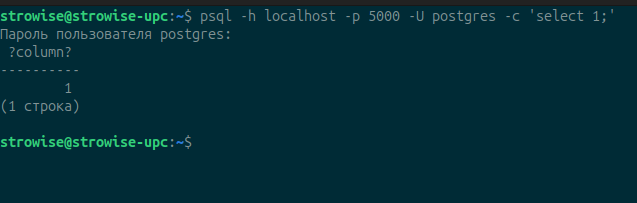 strowise@strowise-upc:~$ psql -h localhost -p 5000 -U postgres -c 'select 1;'
Пароль пользователя postgres:
 ?column?
----------
        1
(1 строка)

strowise@strowise-upc:~$